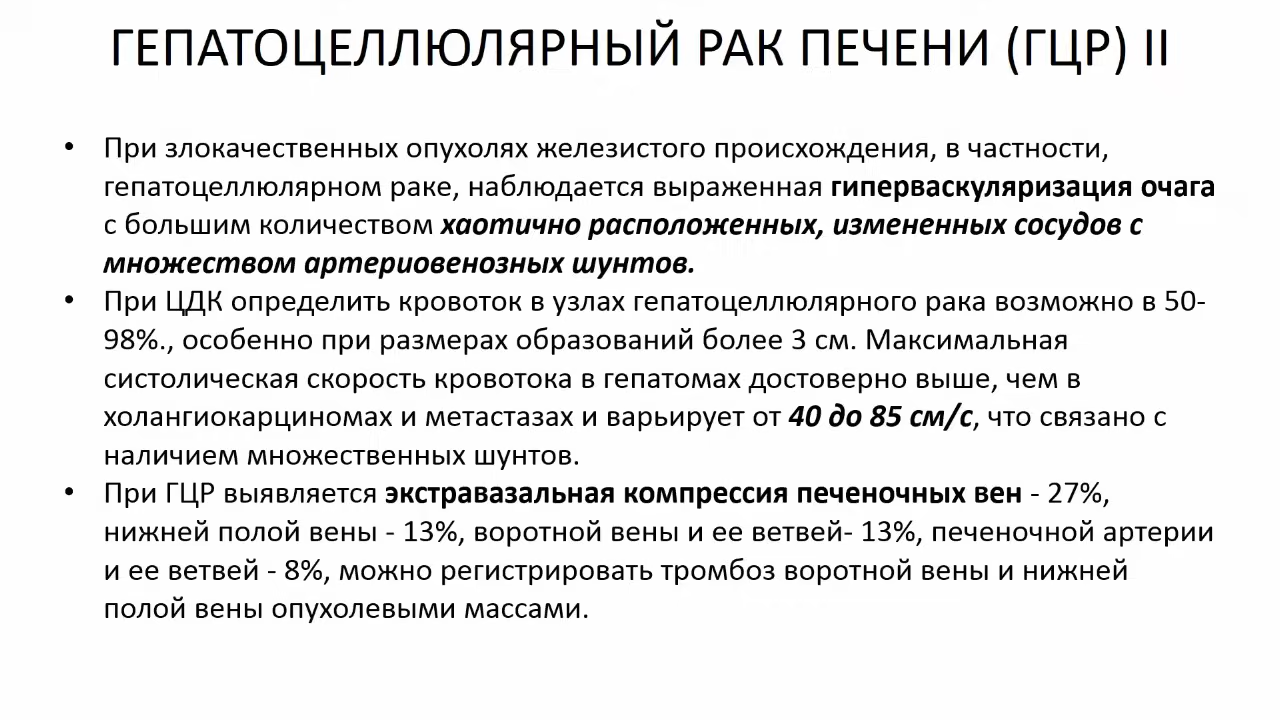 ГЕПАТОЦЕЛЛЮЛЯРНЫЙ РАК ПЕЧЕНИ (ГЦР) II
• При злокачественных опухолях железистого происхождения, в частности,
гепатоцеллюлярном раке, наблюдается выраженная гиперваскуляризация очага
с большим количеством хаотично расположенных, измененных сосудов с
множеством артериовенозных шунтов.
• При ЦДК определить кровоток в узлах гепатоцеллюлярного рака возможно в 50-
98%., особенно при размерах образований более 3 см. Максимальная
систолическая скорость кровотока в гепатомах достоверно выше, чем в
холангиокарциномах и метастазах и варьирует от 40 до 85 см/с, что связано с
наличием множественных шунтов.
• При ГЦР выявляется экстравазальная компрессия печеночных вен - 27%,
нижней полой вены - 13%, воротной вены и ее ветвей- 13%, печеночной артерии
и ее ветвей - 8%, можно регистрировать тромбоз воротной вены и нижней
полой вены опухолевыми массами.